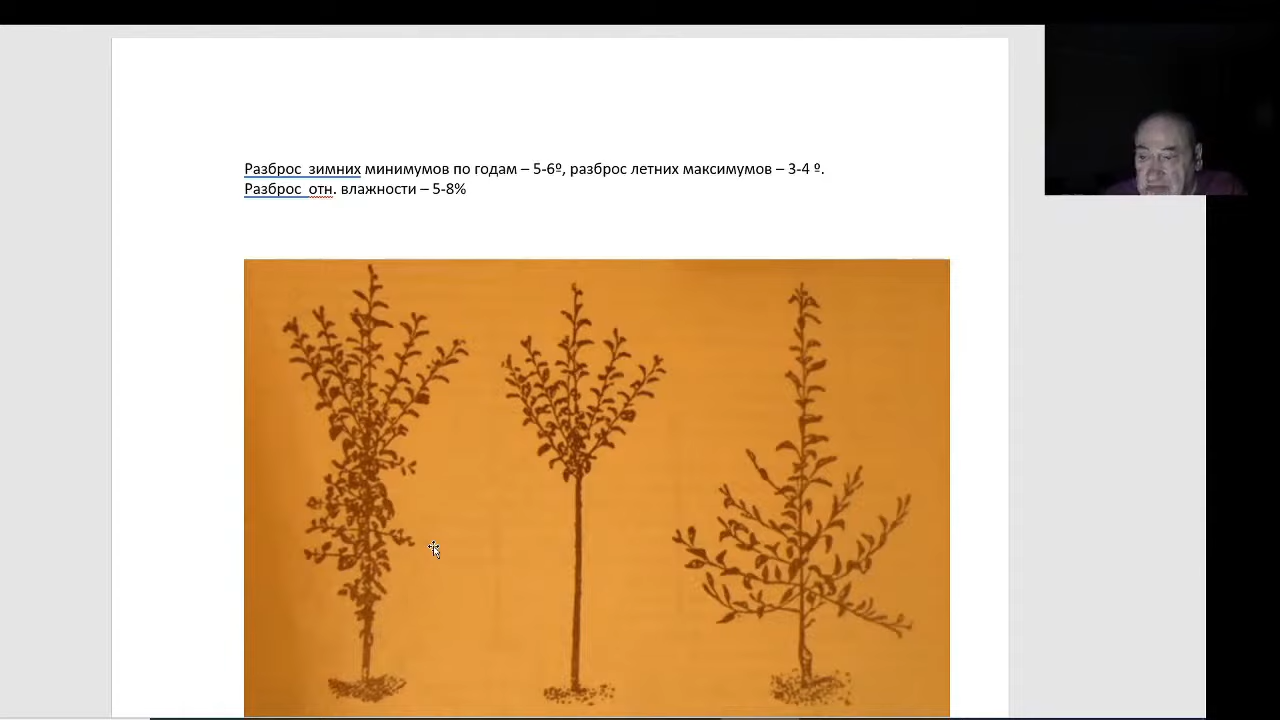 Разброс  зимних минимумов по годам – 5-6º, разброс летних максимумов – 3-4 º.
Разброс  отн. влажности – 5-8%